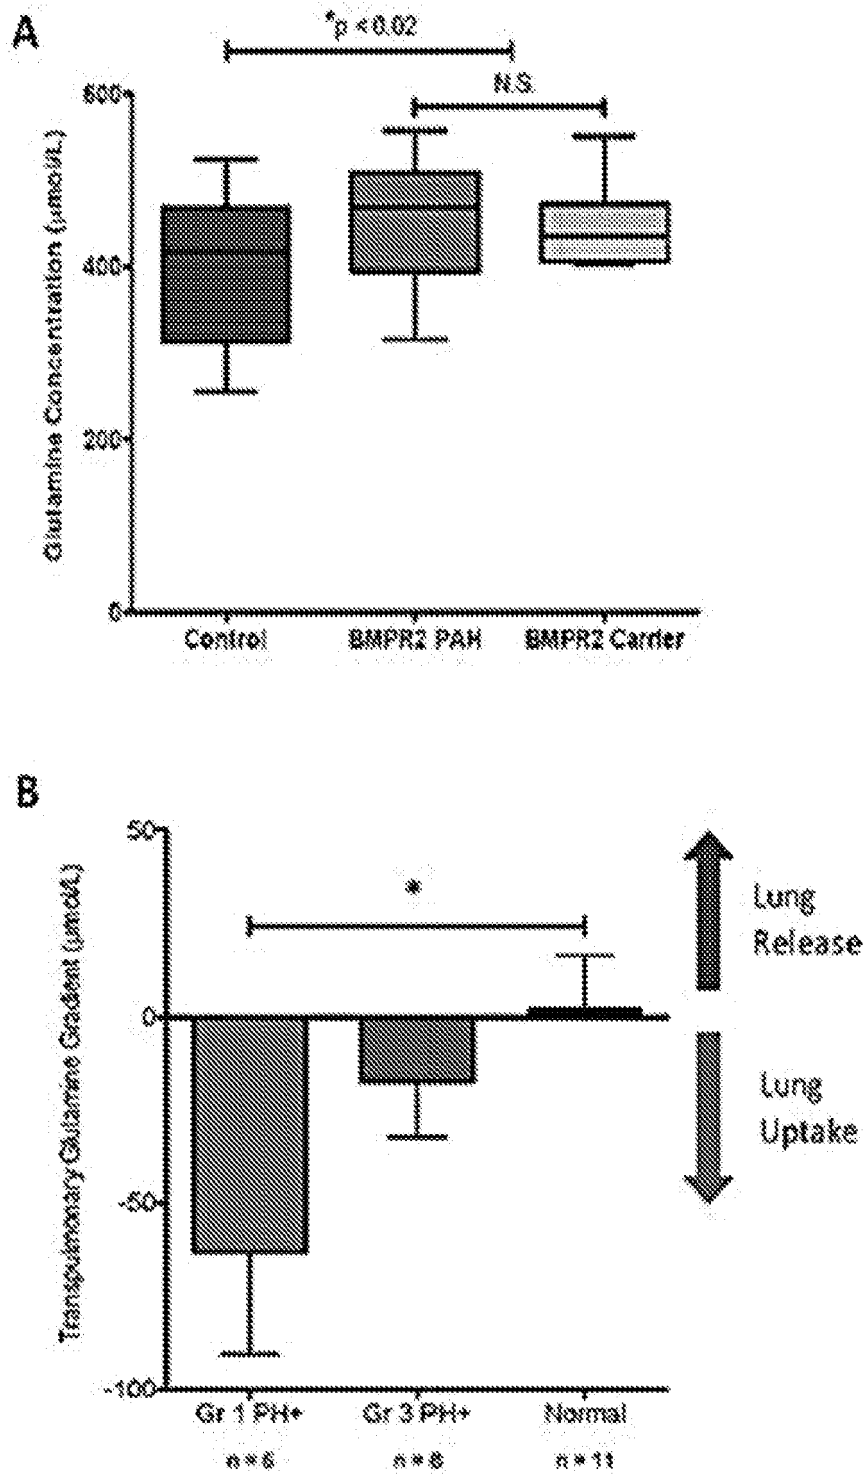 A
*p < 0.02
N.S.
600
400
200
0
Glutamine Concentration (µmol/L)
Control
BMPR2 PAH
BMPR2 Carrier
B
50
0
-50
-100
Transpulmonary Glutamine Gradient (µmol/L)
*
Lung
Release
Lung
Uptake
Gr 1 PH+
Gr 3 PH+
Normal
n = 6
n = 8
n = 11